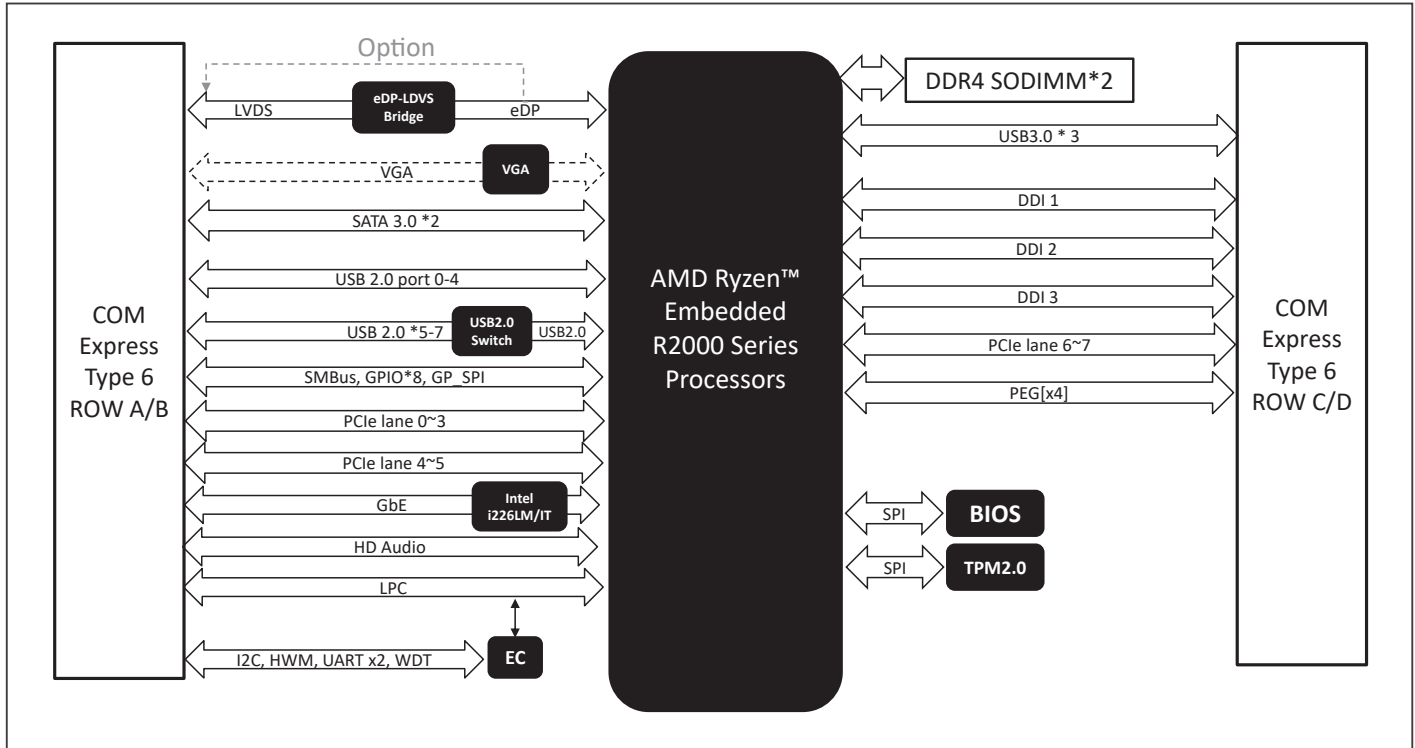 Option
LVDS
eDP-LDVS
Bridge
eDP
VGA
VGA
SATA 3.0 *2
USB 2.0 port 0-4
USB 2.0 *5-7
USB2.0
Switch
USB2.0
SMBus, GPIO*8, GP_SPI
PCIe lane 0~3
PCIe lane 4~5
GbE
Intel
i226LM/IT
HD Audio
LPC
I2C, HWM, UART x2, WDT
EC
COM
Express
Type 6
ROW A/B
AMD Ryzen™
Embedded
R2000 Series
Processors
DDR4 SODIMM*2
USB3.0 * 3
DDI 1
DDI 2
DDI 3
PCIe lane 6~7
PEG[x4]
SPI
BIOS
SPI
TPM2.0
COM
Express
Type 6
ROW C/D